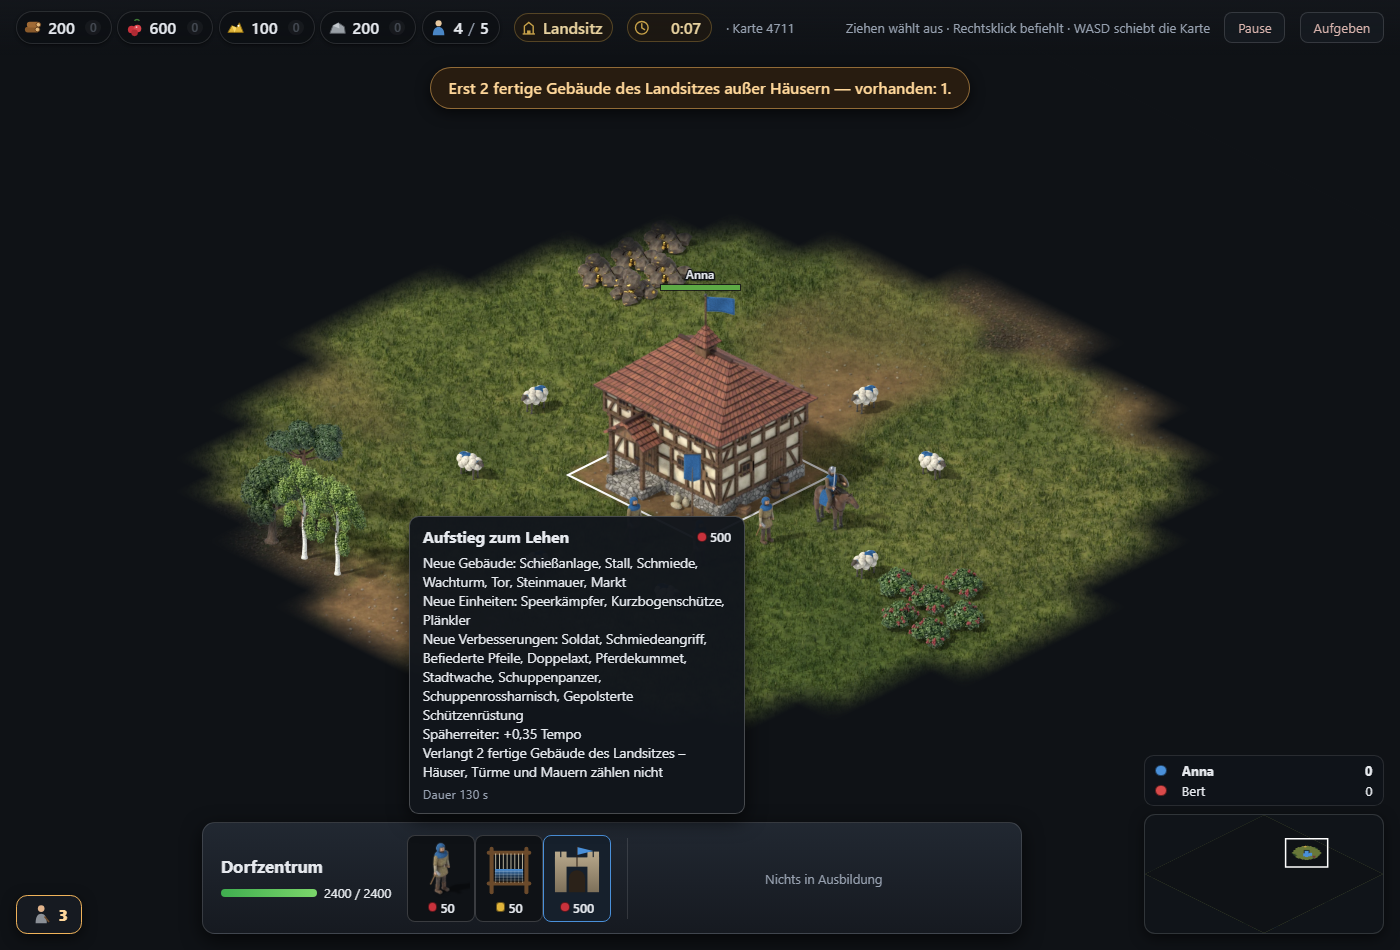 200 0 600 0 100 0 200 0 4 / 5 Landsitz 0:07 · Karte 4711 Ziehen wählt aus · Rechtsklick befiehlt · WASD schiebt die Karte Pause Aufgeben
Erst 2 fertige Gebäude des Landsitzes außer Häusern — vorhanden: 1.
Anna
Aufstieg zum Lehen 500
Neue Gebäude: Schießanlage, Stall, Schmiede,
Wachturm, Tor, Steinmauer, Markt
Neue Einheiten: Speerkämpfer, Kurzbogenschütze,
Plänkler
Neue Verbesserungen: Soldat, Schmiedeangriff,
Befiederte Pfeile, Doppelaxt, Pferdekummet,
Stadtwache, Schuppenpanzer,
Schuppenrossharnisch, Gepolsterte
Schützenrüstung
Späherreiter: +0,35 Tempo
Verlangt 2 fertige Gebäude des Landsitzes –
Häuser, Türme und Mauern zählen nicht
Dauer 130 s
Anna 0
Bert 0
Dorfzentrum
2400 / 2400
50 50 500
Nichts in Ausbildung
3